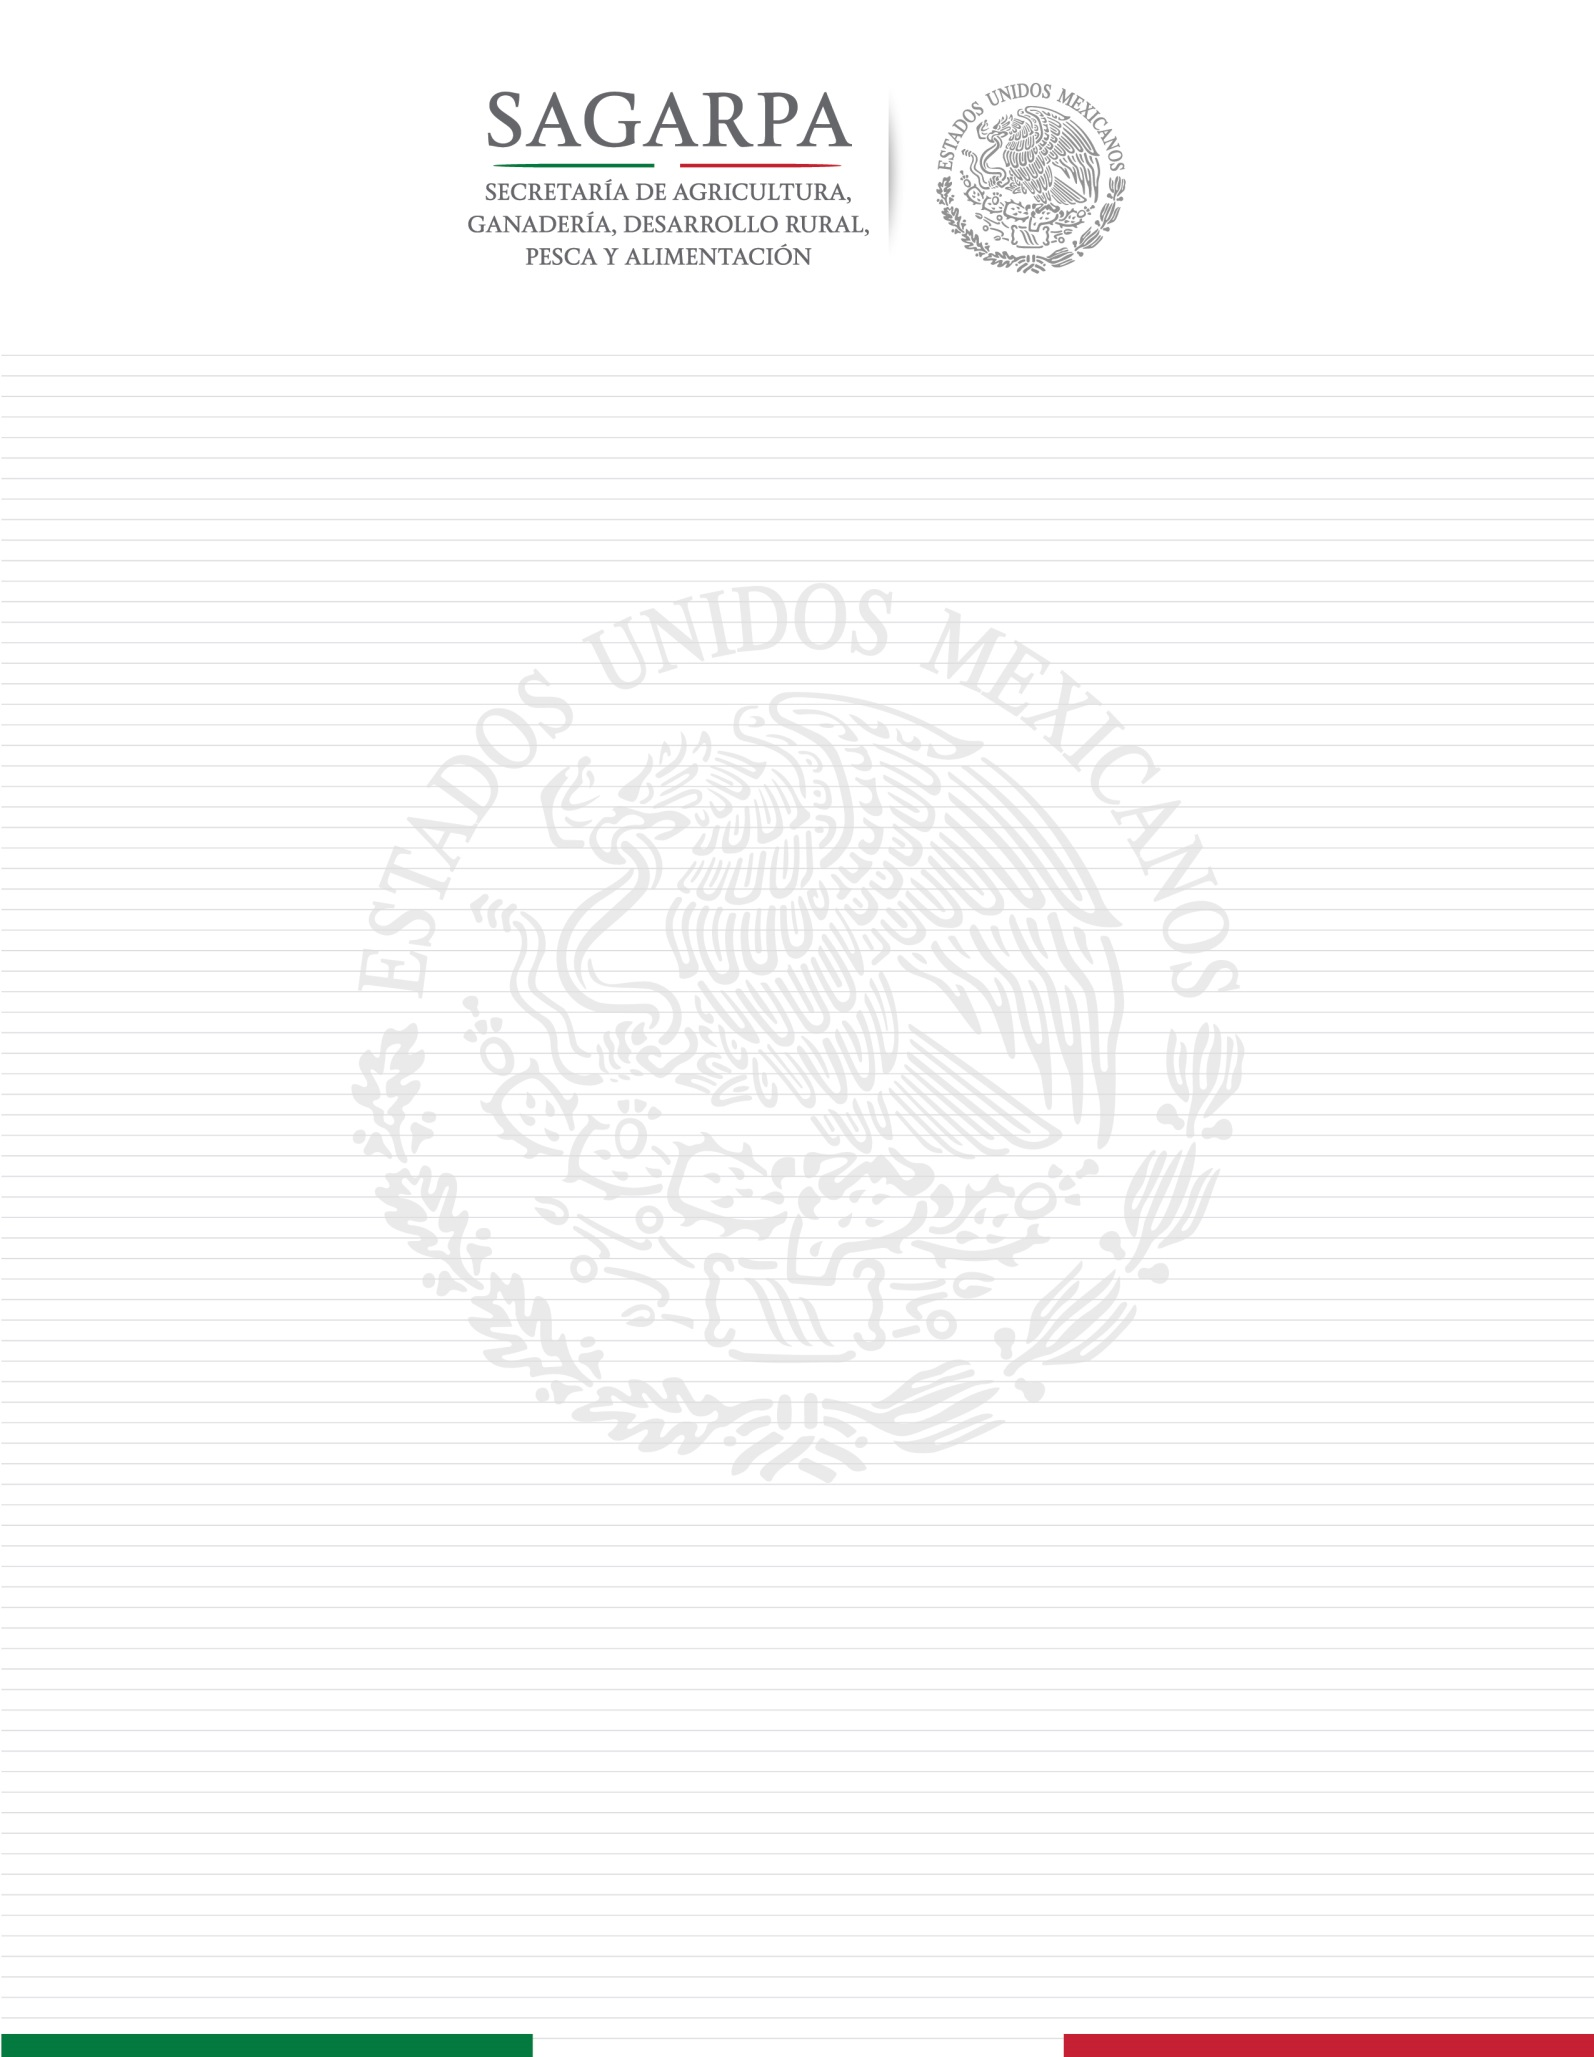 SAGARPA
SECRETARÍA DE AGRICULTURA,
GANADERÍA, DESARROLLO RURAL,
PESCA Y ALIMENTACIÓN
ESTADOS UNIDOS MEXICANOS
ESTADOS UNIDOS MEXICANOS